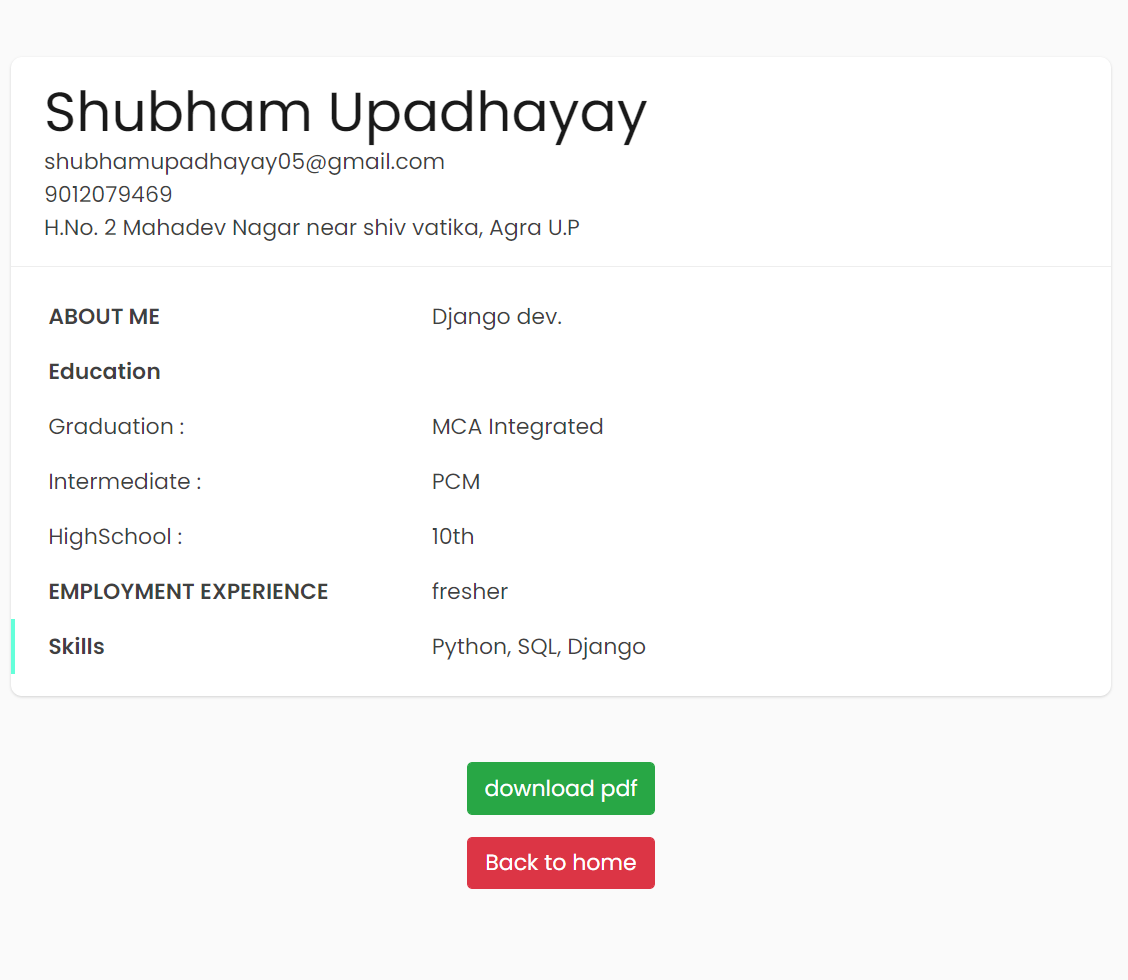 Shubham Upadhayay
shubhamupadhayay05@gmail.com
9012079469
H.No. 2 Mahadev Nagar near shiv vatika, Agra U.P
ABOUT ME Django dev.
Education
Graduation : MCA Integrated
Intermediate : PCM
HighSchool : 10th
EMPLOYMENT EXPERIENCE fresher
Skills Python, SQL, Django
download pdf
Back to home